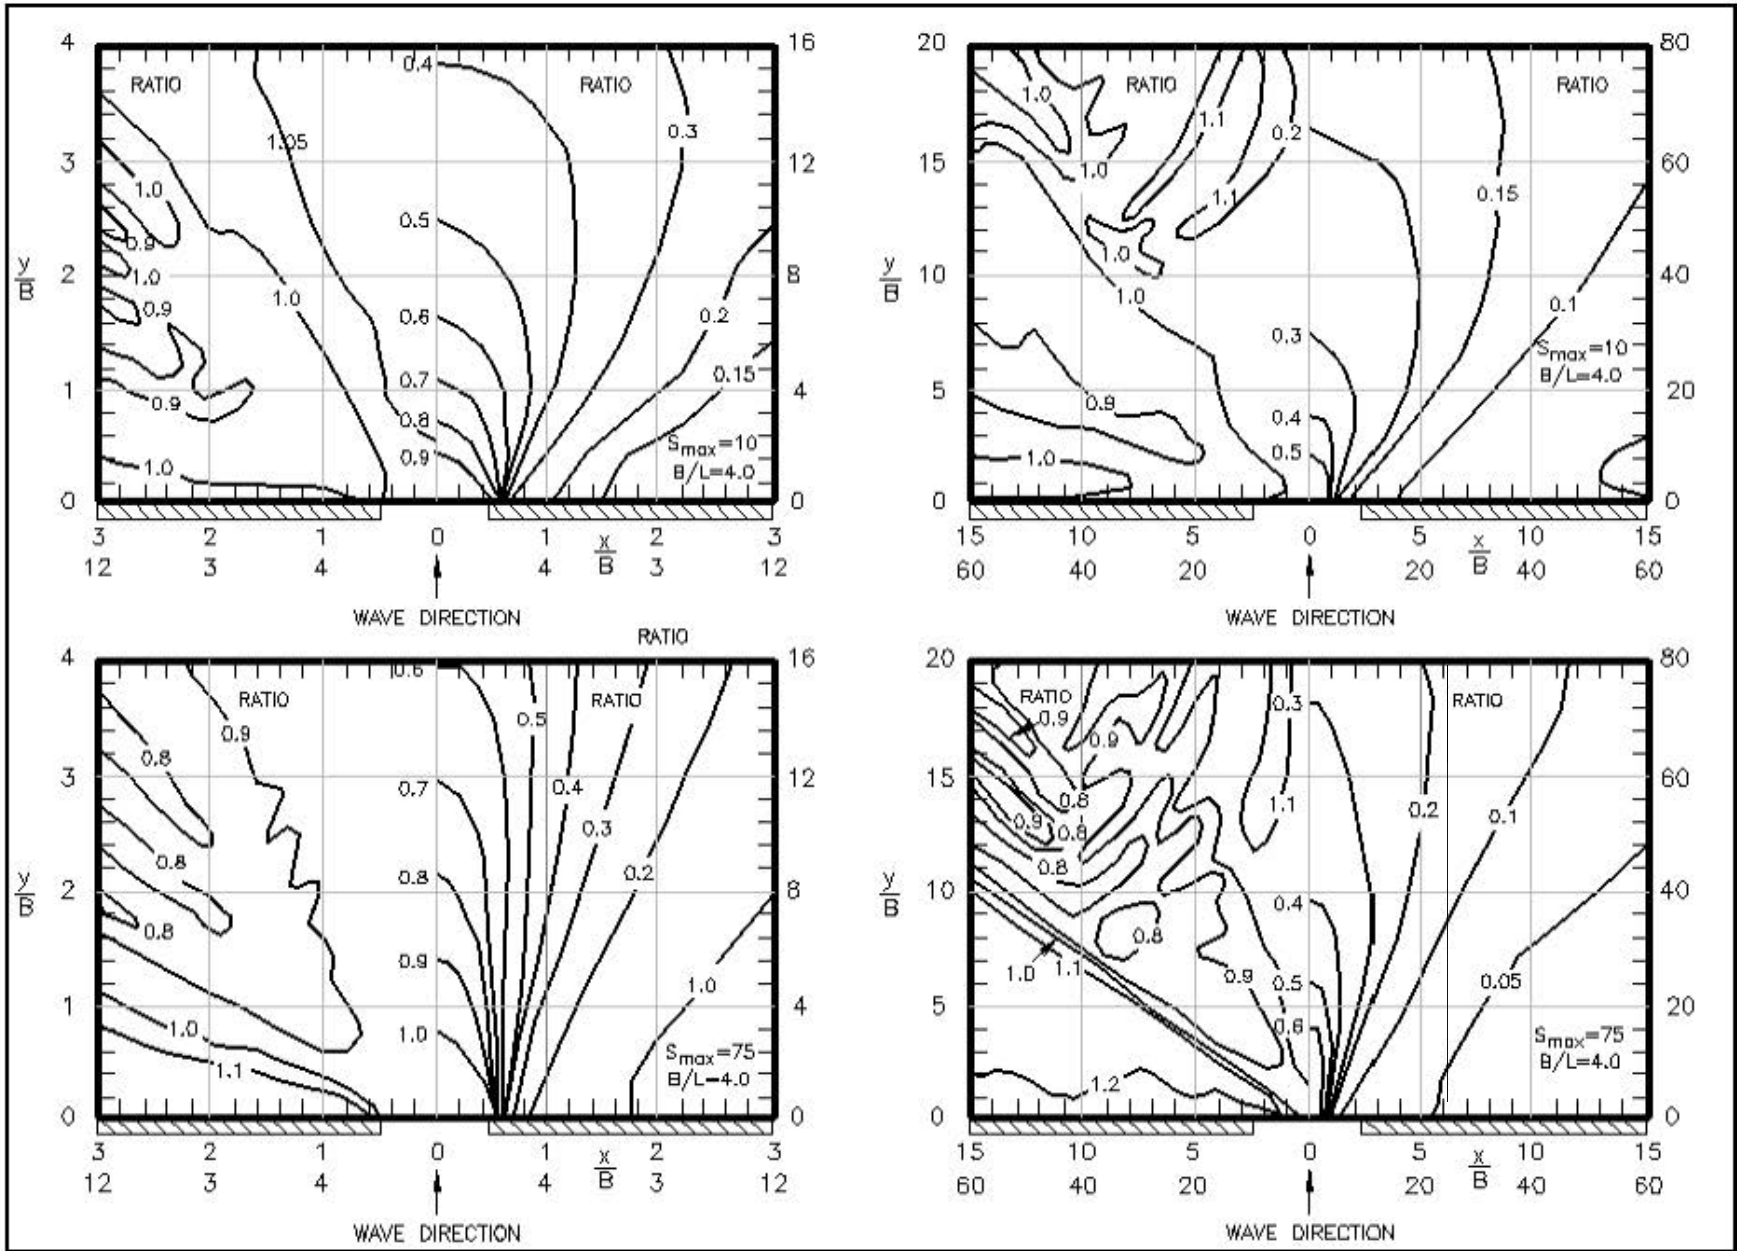 4 16
RATIO 0.4 RATIO
1.05 0.3
3 12
1.0
0.5
0.9
y/B 2 1.0 8
1.0
0.9 0.6 0.2
0.7 0.15
1 4
0.9 0.8
Smax=10
1.0 0.9 B/L=4.0
0 0
3 2 1 0 1 x/B 2 3
12 3 4 4 3 12
WAVE DIRECTION
20 80
RATIO RATIO
1.0
1.1 0.2
15 60
1.0
1.1 0.15
1.0
y/B 10 40
1.0 0.1
0.3
Smax=10
B/L=4.0
5 20
0.9 0.4
0.5
1.0
0 0
15 10 5 0 5 x/B 10 15
60 40 20 20 40 60
WAVE DIRECTION
RATIO
4 16
0.6
RATIO RATIO
0.9 0.5
0.8
3 12
0.7 0.4
0.3
0.8
0.8 0.2
y/B 2 8
0.8
0.9
1.0
1 4
1.0 1.0
Smax=75
1.1 B/L=4.0
0 0
3 2 1 0 1 x/B 2 3
12 3 4 4 3 12
WAVE DIRECTION
20 80
RATIO 0.3 RATIO
0.9
0.9
15 60
0.8 1.1 0.2 0.1
0.9 0.8
0.8
y/B 10 40
0.4
0.8
1.0 1.1 0.9 0.5 0.05
5 20
0.6
Smax=75
B/L=4.0
1.2
0 0
15 10 5 0 5 x/B 10 15
60 40 20 20 40 60
WAVE DIRECTION